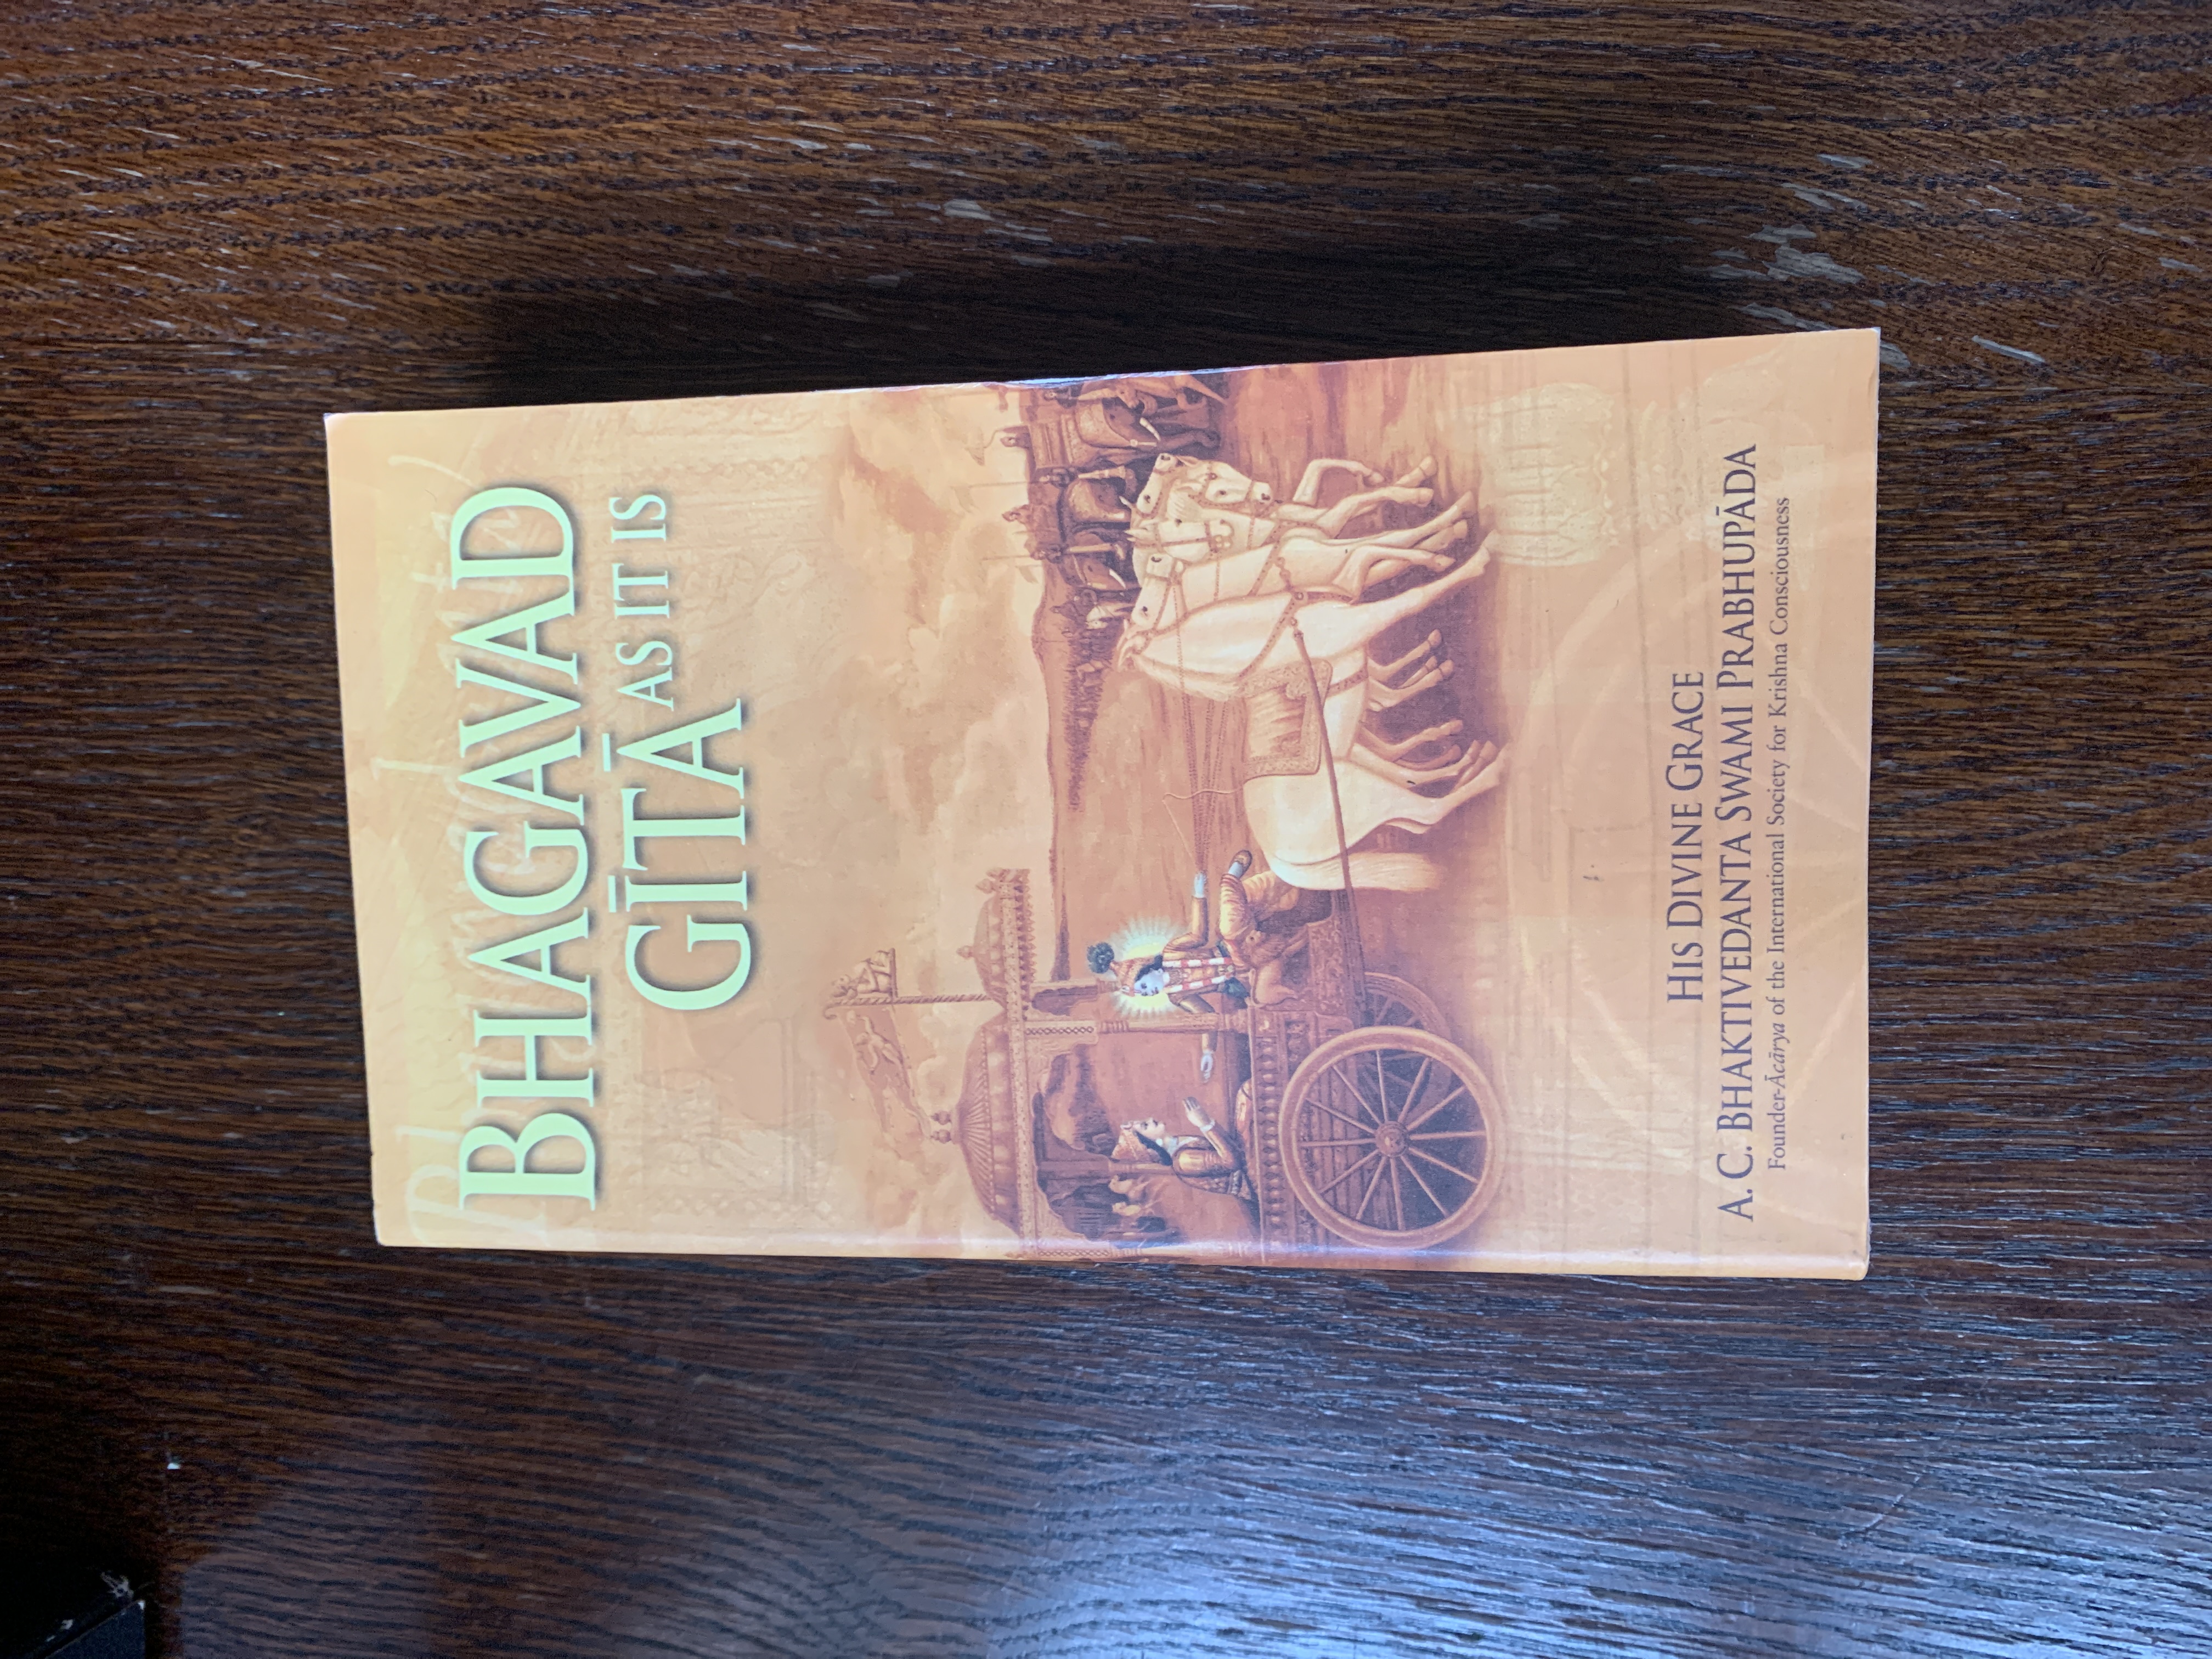 BHAGAVAD
GĪTĀ AS IT IS
HIS DIVINE GRACE
A. C. BHAKTIVEDANTA SWAMI PRABHUPĀDA
Founder-Ācārya of the International Society for Krishna Consciousness